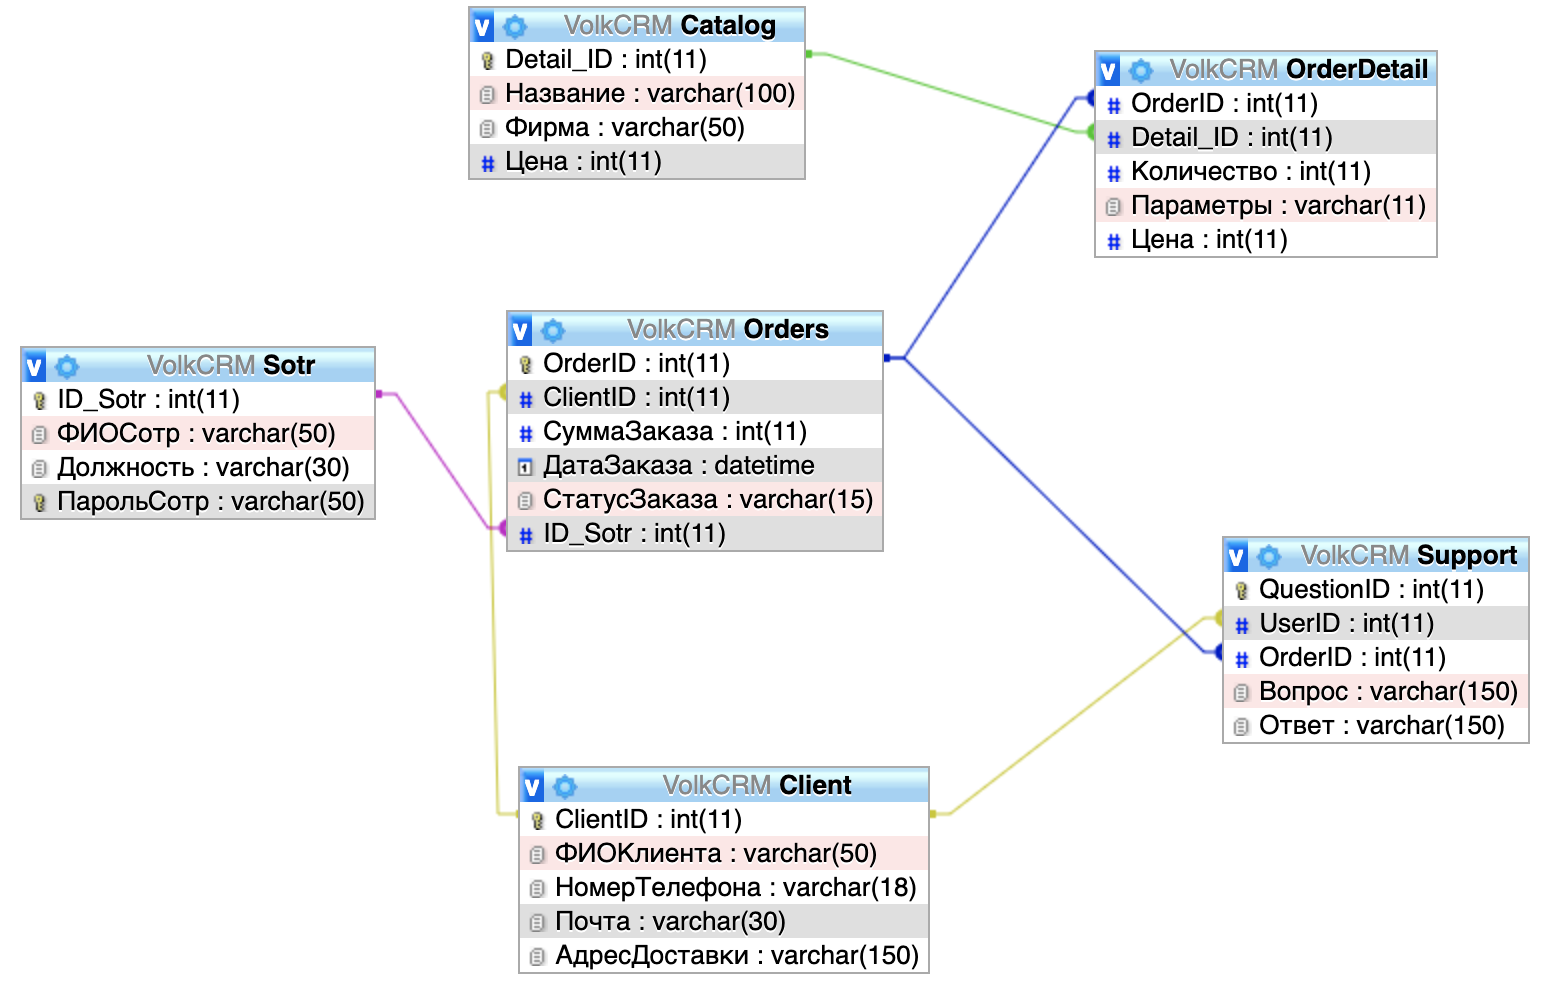 VolkCRM Catalog
Detail_ID : int(11)
Название : varchar(100)
Фирма : varchar(50)
Цена : int(11)
VolkCRM OrderDetail
OrderID : int(11)
Detail_ID : int(11)
Количество : int(11)
Параметры : varchar(11)
Цена : int(11)
VolkCRM Sotr
ID_Sotr : int(11)
ФИОСотр : varchar(50)
Должность : varchar(30)
ПарольСотр : varchar(50)
VolkCRM Orders
OrderID : int(11)
ClientID : int(11)
СуммаЗаказа : int(11)
ДатаЗаказа : datetime
СтатусЗаказа : varchar(15)
ID_Sotr : int(11)
VolkCRM Support
QuestionID : int(11)
UserID : int(11)
OrderID : int(11)
Вопрос : varchar(150)
Ответ : varchar(150)
VolkCRM Client
ClientID : int(11)
ФИОКлиента : varchar(50)
НомерТелефона : varchar(18)
Почта : varchar(30)
АдресДоставки : varchar(150)